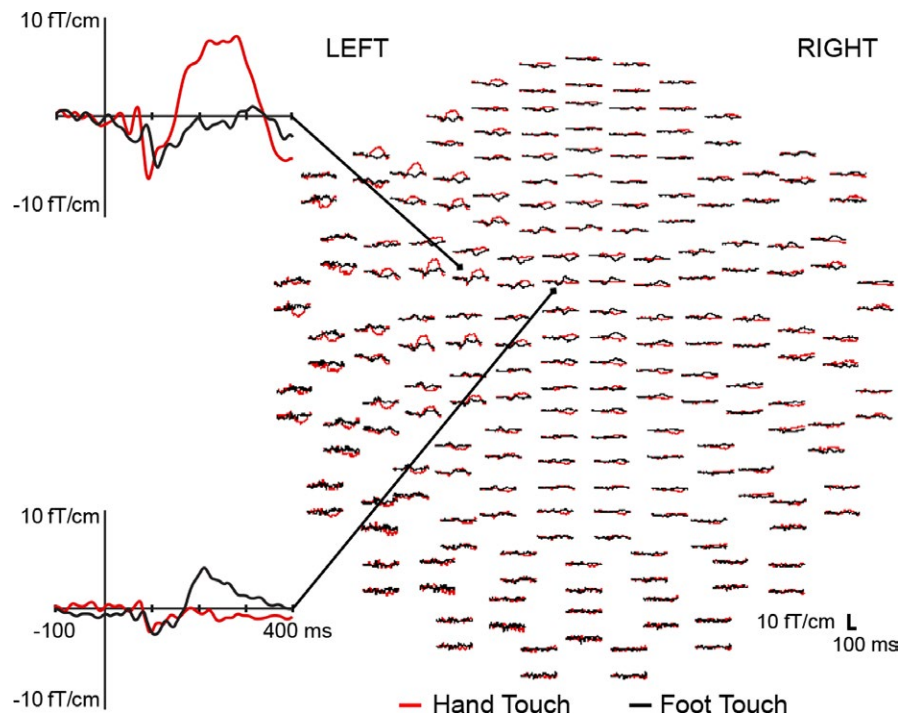 10 fT/cm
LEFT
RIGHT
-10 fT/cm
10 fT/cm
-100
400 ms
10 fT/cm
100 ms
-10 fT/cm
Hand Touch
Foot Touch